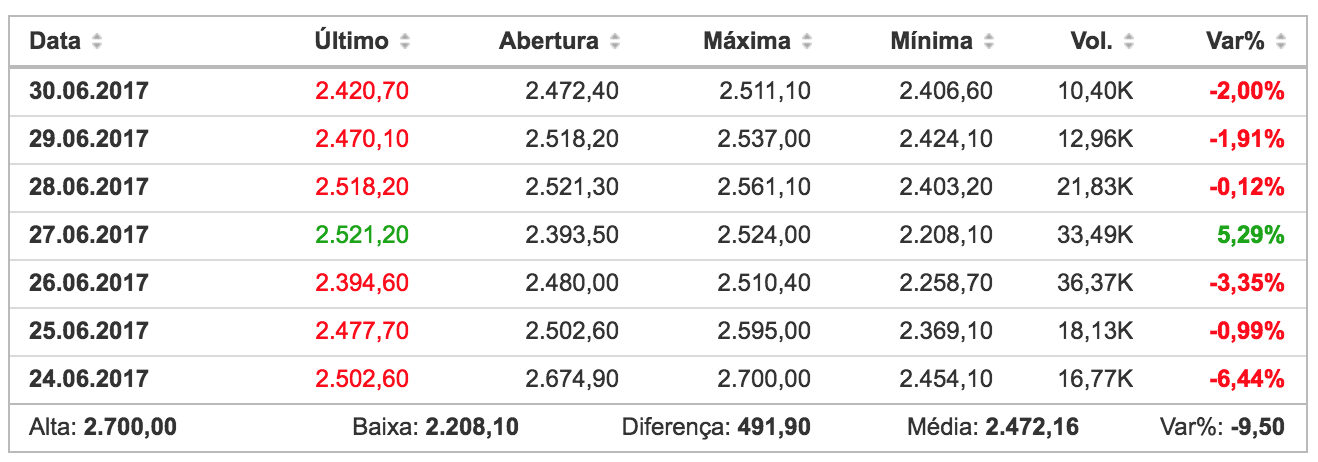 Data Último Abertura Máxima Mínima Vol. Var%
30.06.2017 2.420,70 2.472,40 2.511,10 2.406,60 10,40K -2,00%
29.06.2017 2.470,10 2.518,20 2.537,00 2.424,10 12,96K -1,91%
28.06.2017 2.518,20 2.521,30 2.561,10 2.403,20 21,83K -0,12%
27.06.2017 2.521,20 2.393,50 2.524,00 2.208,10 33,49K 5,29%
26.06.2017 2.394,60 2.480,00 2.510,40 2.258,70 36,37K -3,35%
25.06.2017 2.477,70 2.502,60 2.595,00 2.369,10 18,13K -0,99%
24.06.2017 2.502,60 2.674,90 2.700,00 2.454,10 16,77K -6,44%
Alta: 2.700,00 Baixa: 2.208,10 Diferença: 491,90 Média: 2.472,16 Var%: -9,50